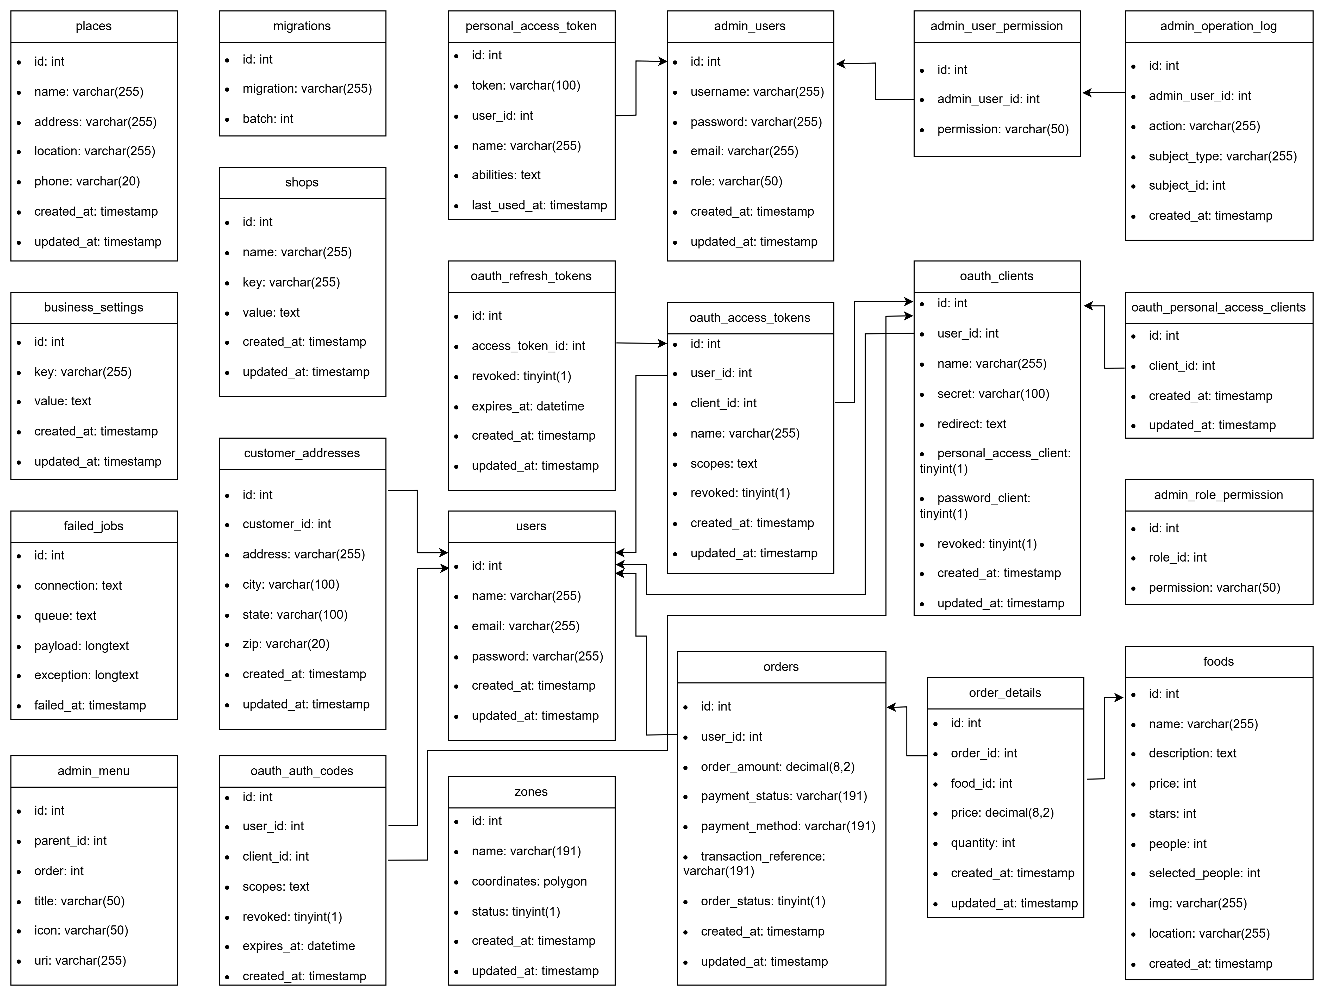 places
id: int
name: varchar(255)
address: varchar(255)
location: varchar(255)
phone: varchar(20)
created_at: timestamp
updated_at: timestamp
migrations
id: int
migration: varchar(255)
batch: int
personal_access_token
id: int
token: varchar(100)
user_id: int
name: varchar(255)
abilities: text
last_used_at: timestamp
admin_users
id: int
username: varchar(255)
password: varchar(255)
email: varchar(255)
role: varchar(50)
created_at: timestamp
updated_at: timestamp
admin_user_permission
id: int
admin_user_id: int
permission: varchar(50)
admin_operation_log
id: int
admin_user_id: int
action: varchar(255)
subject_type: varchar(255)
subject_id: int
created_at: timestamp
shops
id: int
name: varchar(255)
key: varchar(255)
value: text
created_at: timestamp
updated_at: timestamp
business_settings
id: int
key: varchar(255)
value: text
created_at: timestamp
updated_at: timestamp
oauth_refresh_tokens
id: int
access_token_id: int
revoked: tinyint(1)
expires_at: datetime
created_at: timestamp
updated_at: timestamp
oauth_access_tokens
id: int
user_id: int
client_id: int
name: varchar(255)
scopes: text
revoked: tinyint(1)
created_at: timestamp
updated_at: timestamp
oauth_clients
id: int
user_id: int
name: varchar(255)
secret: varchar(100)
redirect: text
personal_access_client:
tinyint(1)
password_client:
tinyint(1)
revoked: tinyint(1)
created_at: timestamp
updated_at: timestamp
oauth_personal_access_clients
id: int
client_id: int
created_at: timestamp
updated_at: timestamp
customer_addresses
id: int
customer_id: int
address: varchar(255)
city: varchar(100)
state: varchar(100)
zip: varchar(20)
created_at: timestamp
updated_at: timestamp
admin_role_permission
id: int
role_id: int
permission: varchar(50)
failed_jobs
id: int
connection: text
queue: text
payload: longtext
exception: longtext
failed_at: timestamp
users
id: int
name: varchar(255)
email: varchar(255)
password: varchar(255)
created_at: timestamp
updated_at: timestamp
orders
id: int
user_id: int
order_amount: decimal(8,2)
payment_status: varchar(191)
payment_method: varchar(191)
transaction_reference:
varchar(191)
order_status: tinyint(1)
created_at: timestamp
updated_at: timestamp
order_details
id: int
order_id: int
food_id: int
price: decimal(8,2)
quantity: int
created_at: timestamp
updated_at: timestamp
foods
id: int
name: varchar(255)
description: text
price: int
stars: int
people: int
selected_people: int
img: varchar(255)
location: varchar(255)
created_at: timestamp
admin_menu
id: int
parent_id: int
order: int
title: varchar(50)
icon: varchar(50)
uri: varchar(255)
oauth_auth_codes
id: int
user_id: int
client_id: int
scopes: text
revoked: tinyint(1)
expires_at: datetime
created_at: timestamp
zones
id: int
name: varchar(191)
coordinates: polygon
status: tinyint(1)
created_at: timestamp
updated_at: timestamp